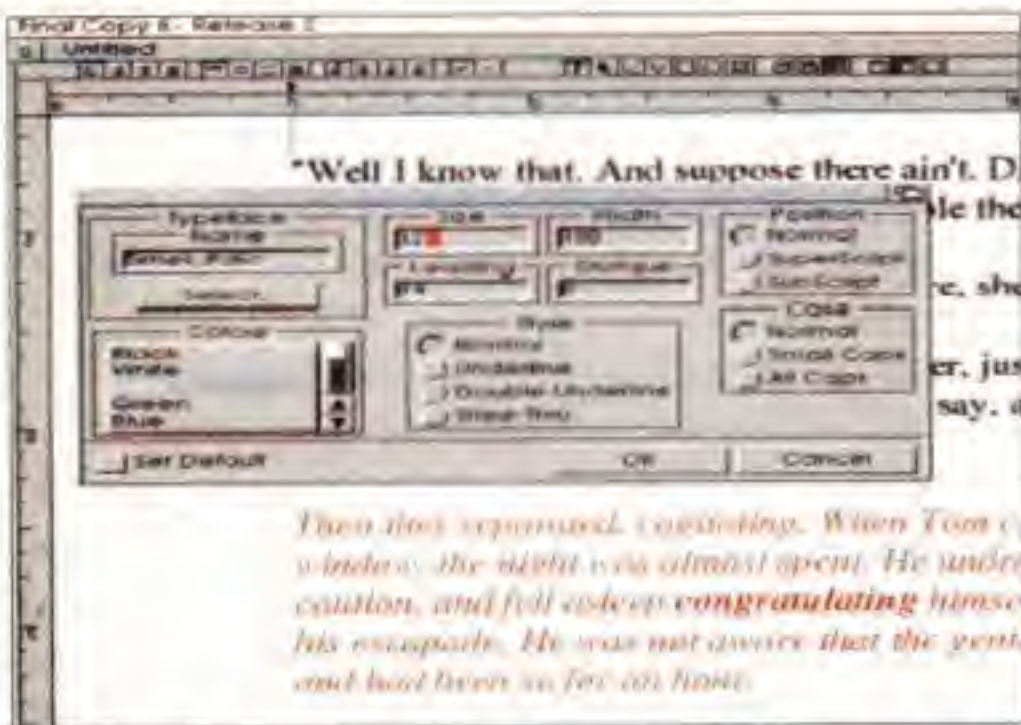 Final Copy II - Release 2
Untitled
"Well I know that. And suppose there ain't. D
le the
Typeface
Name
Select
Size
Width
100
Leading
Oblique
Position
Normal
SuperScript
SubScript
e, she
Colour
Black
White
Green
Blue
Style
Normal
Underline
Double-Underline
Strike-Thru
Case
Normal
Small Caps
All Caps
er, jus
say, a
Set Default
OK
Cancel
Then they separated, cogitating. When Tom c
window, the night was almost spent. He undre
caution, and fell asleep congratulating himse
his escapade. He was not aware that the gent
and had been so for an hour.